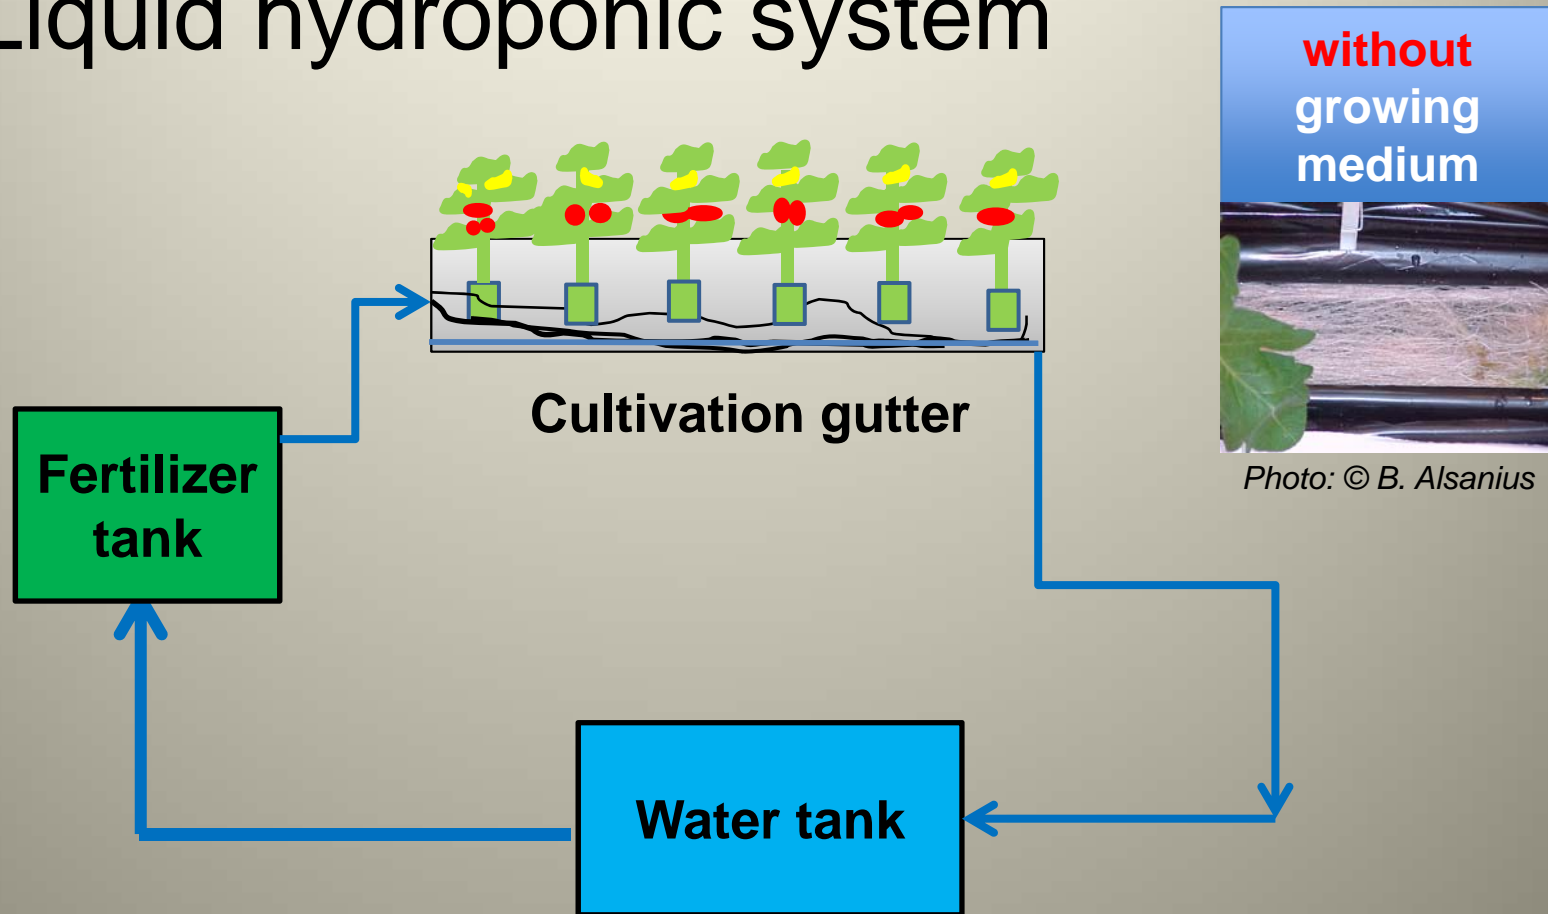 Liquid hydroponic system
without
growing
medium
Cultivation gutter
Photo: © B. Alsanius
Fertilizer
tank
Water tank